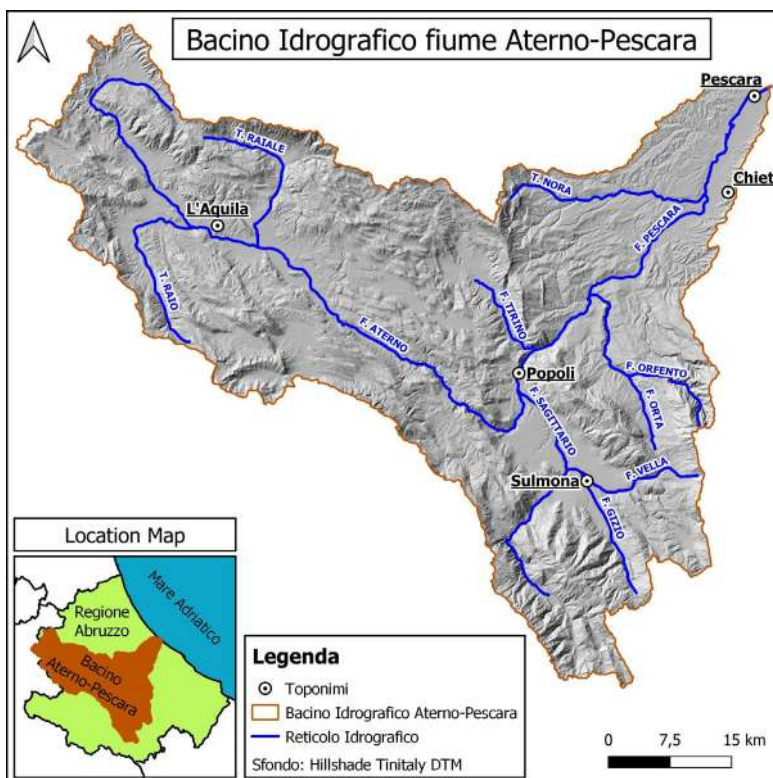 Bacino Idrografico fiume Aterno-Pescara
Pescara
T. RAIALE
Chiet
T. NORA
L'Aquila
F. PESCARA
T. RAIO
F. TIRINO
F. ATERNO
Popoli
F. ORFENTO
F. SAGITTARIO
F. ORTA
F. VELLA
Sulmona
F. GIZIO
Location Map
Mare Adriatico
Regione
Abruzzo
Bacino
Aterno-Pescara
Legenda
Toponimi
Bacino Idrografico Aterno-Pescara
Reticolo Idrografico
Sfondo: Hillshade Tinitaly DTM
0 7,5 15 km